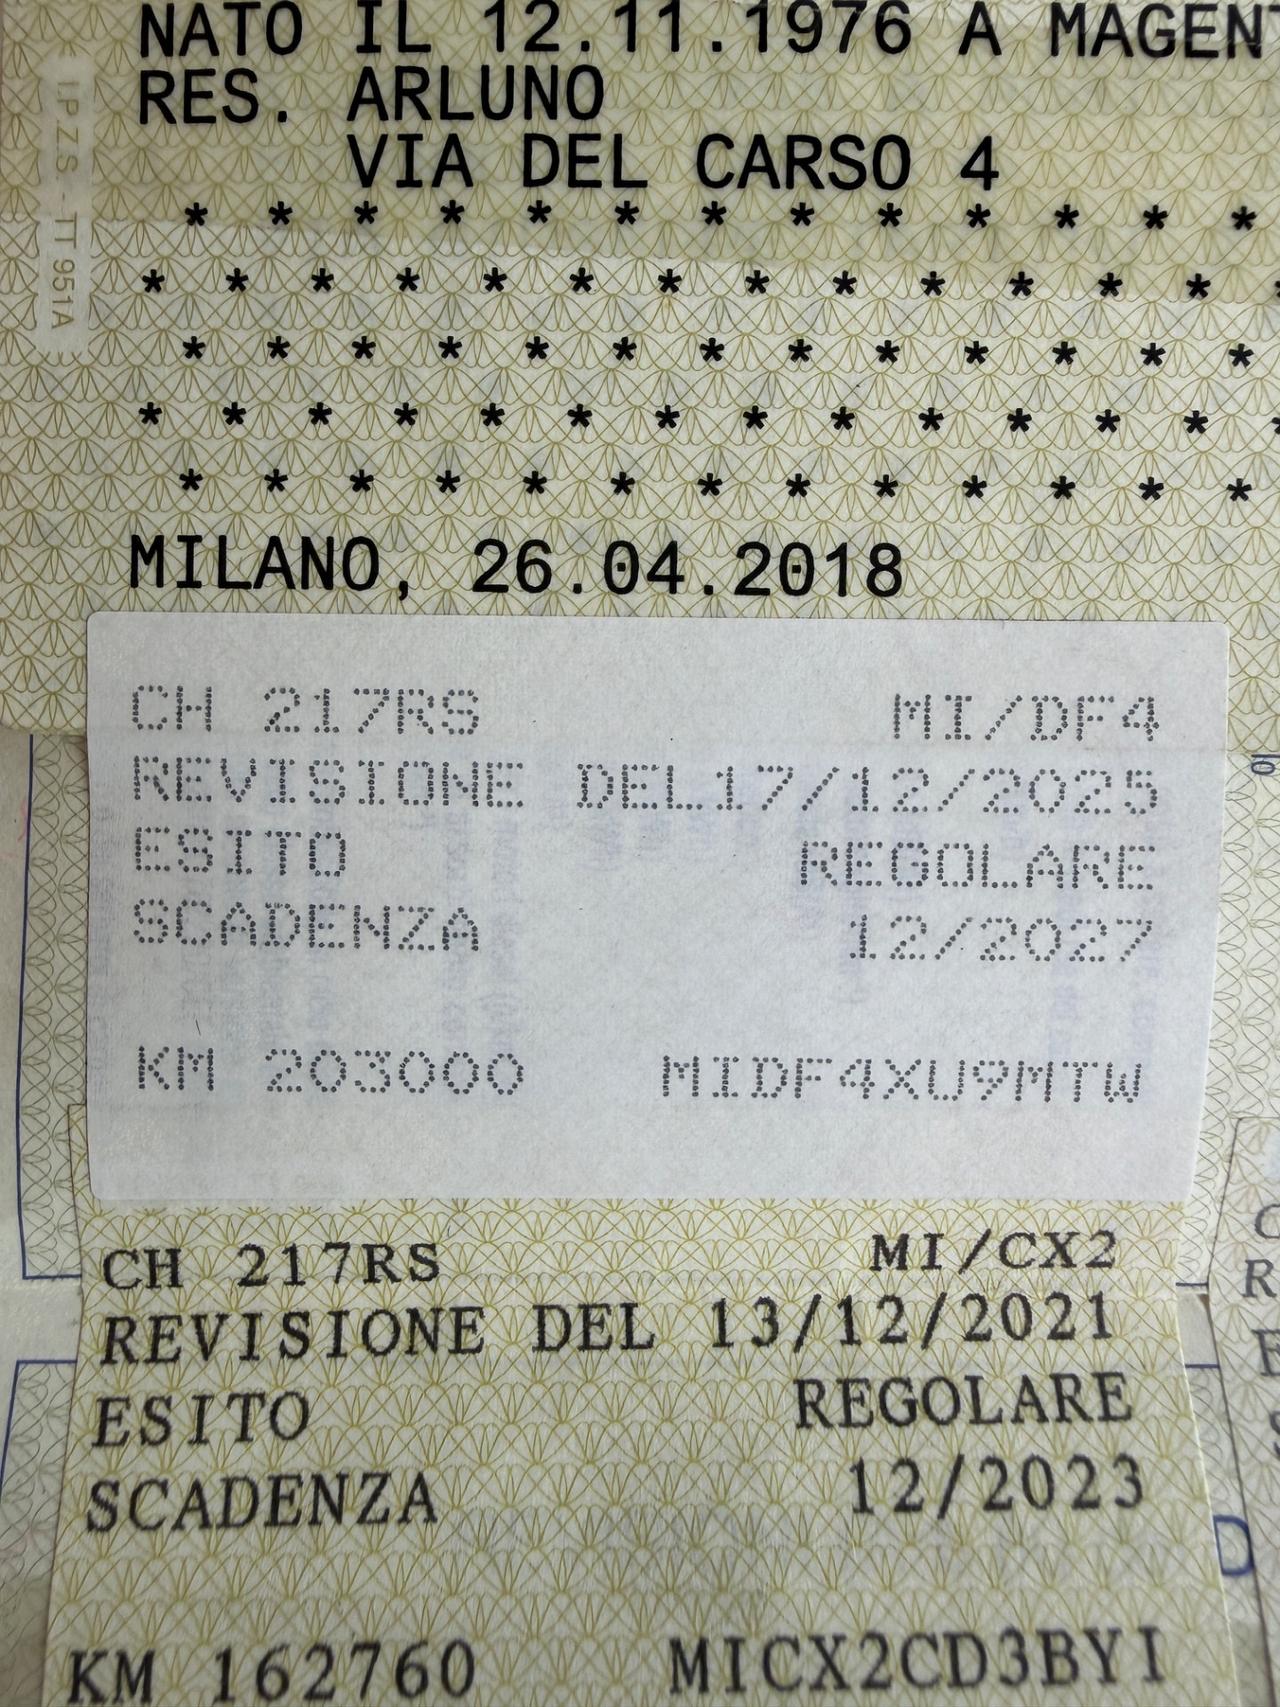 NATO IL 12.11.1976 A MAGENT
RES. ARLUNO
VIA DEL CARSO 4
* * * * * * * * * * * * *
* * * * * * * * * * * * *
* * * * * * * * * * * * *
* * * * * * * * * * * * *
* * * * * * * * * * * * *
I.P.Z.S. - TT 951A
MILANO, 26.04.2018
CH 217RS MI/DF4
REVISIONE DEL17/12/2025
ESITO REGOLARE
SCADENZA 12/2027
KM 203000 MIDF4XU9MTW
CH 217RS MI/CX2
REVISIONE DEL 13/12/2021
ESITO REGOLARE
SCADENZA 12/2023
KM 162760 MICX2CD3BYI